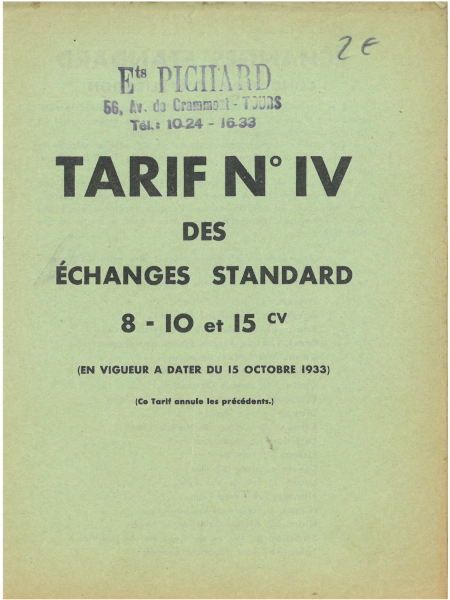 2€
Ets PICHARD
56, Av. de Grammont - TOURS
Tél.: 10.24 - 16.33
TARIF N° IV
DES
ÉCHANGES STANDARD
8 - 10 et 15 CV
(EN VIGUEUR A DATER DU 15 OCTOBRE 1933)
(Ce Tarif annule les précédents.)